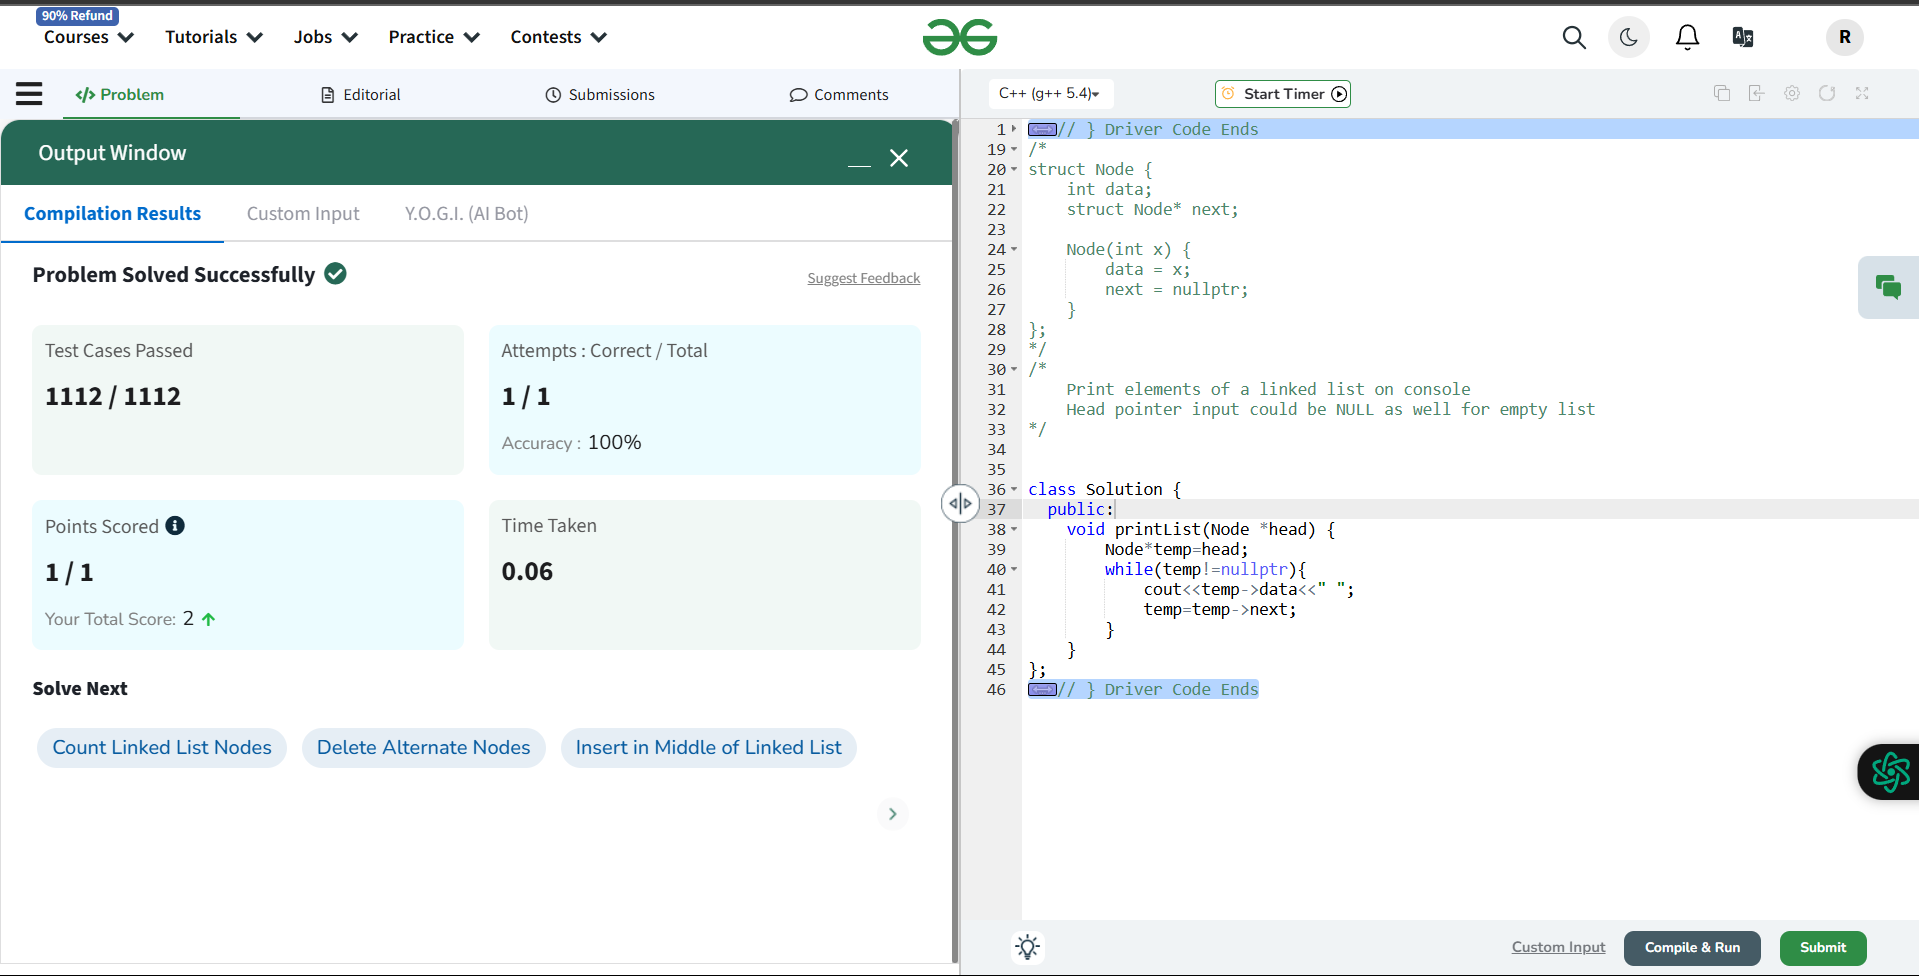 90% Refund
Courses Tutorials Jobs Practice Contests
R
Problem Editorial Submissions Comments
Output Window
Compilation Results Custom Input Y.O.G.I. (AI Bot)
Problem Solved Successfully
Suggest Feedback
Test Cases Passed
1112 / 1112
Attempts : Correct / Total
1 / 1
Accuracy : 100%
Points Scored
1 / 1
Your Total Score: 2
Time Taken
0.06
Solve Next
Count Linked List Nodes Delete Alternate Nodes Insert in Middle of Linked List
C++ (g++ 5.4) Start Timer
1 // } Driver Code Ends
19 /*
20 struct Node {
21     int data;
22     struct Node* next;
23
24     Node(int x) {
25         data = x;
26         next = nullptr;
27     }
28 };
29 */
30 /*
31     Print elements of a linked list on console
32     Head pointer input could be NULL as well for empty list
33 */
34
35
36 class Solution {
37   public:
38     void printList(Node *head) {
39         Node*temp=head;
40         while(temp!=nullptr){
41             cout<<temp->data<<" ";
42             temp=temp->next;
43         }
44     }
45 };
46 // } Driver Code Ends
Custom Input Compile & Run Submit